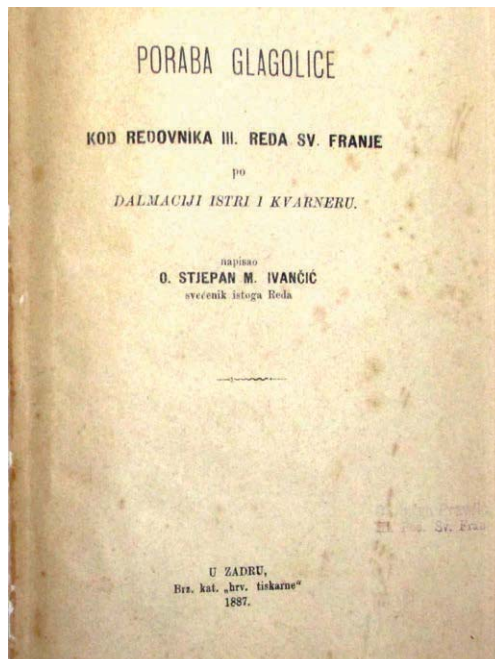 PORABA GLAGOLICE
KOD REDOVNIKA III. REDA SV. FRANJE
po
DALMACIJI ISTRI I KVARNERU.
napisao
O. STJEPAN M. IVANČIĆ
svećenik istoga Reda
U ZADRU,
Brz. kat. „hrv. tiskarne“
1887.